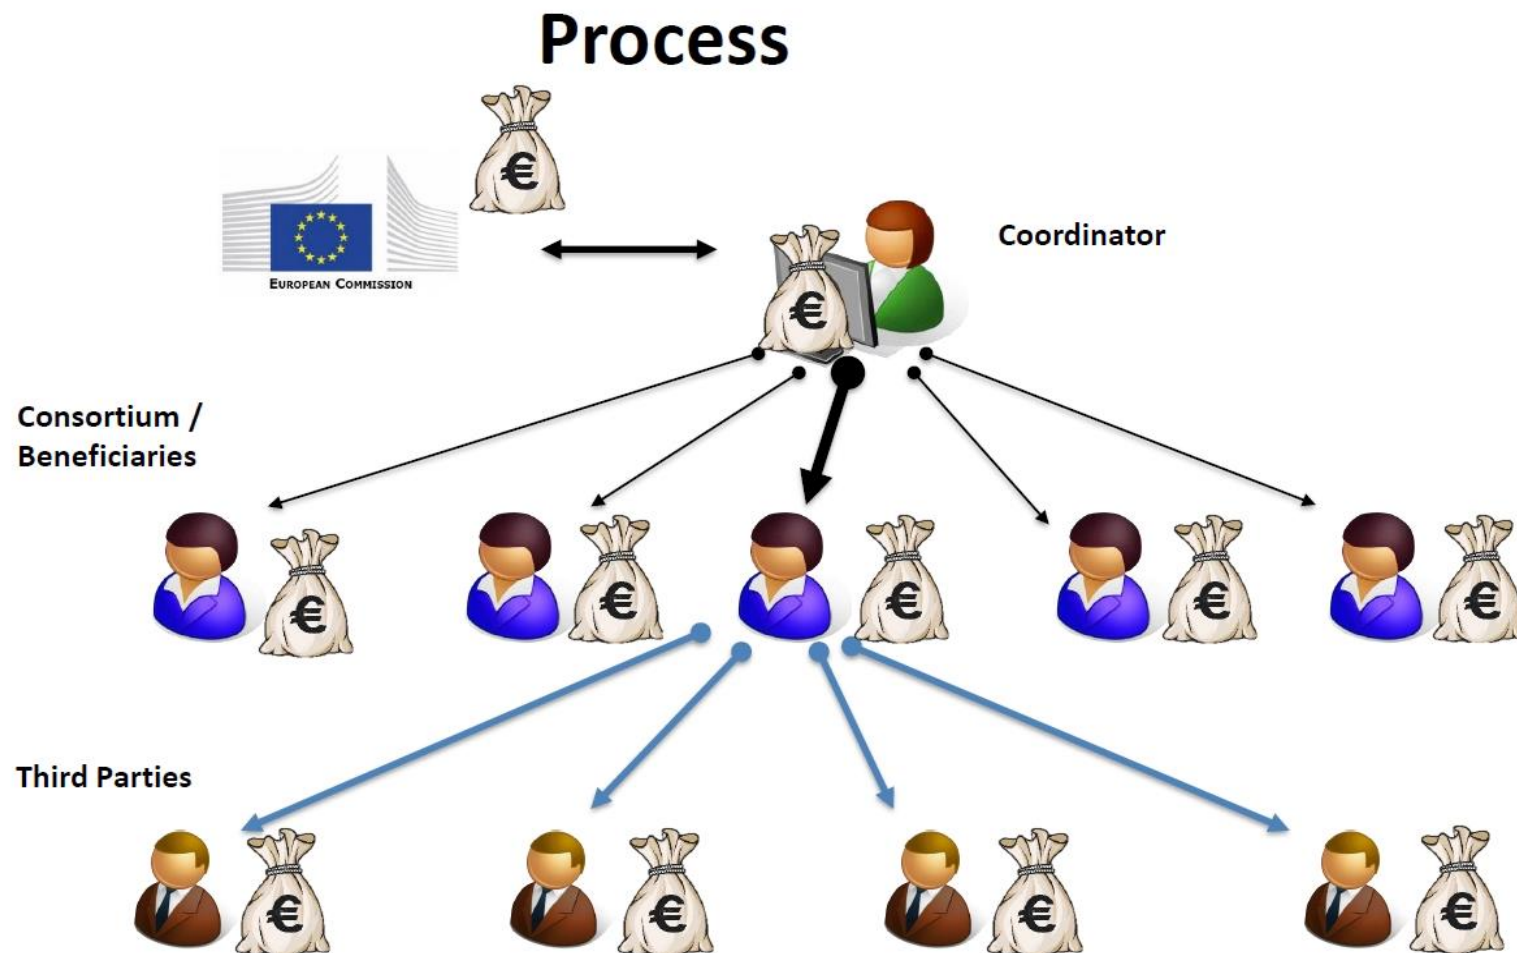 Process
€
EUROPEAN COMMISSION
Coordinator
€
Consortium /
Beneficiaries
€
€
€
€
€
Third Parties
€
€
€
€